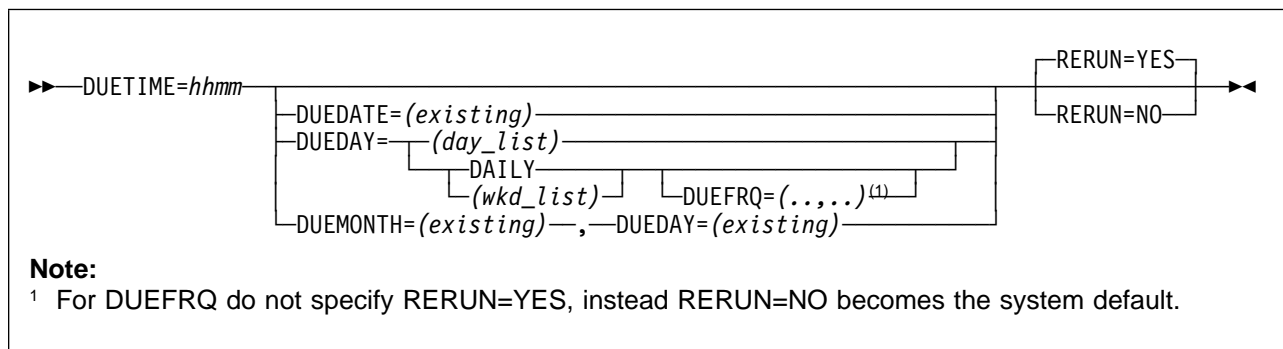 RERUN=YES
DUETIME=hhmm
DUEDATE=(existing) RERUN=NO
DUEDAY= (day_list)
DAILY
(wkd_list) DUEFRQ=(..,..)(1)
DUEMONTH=(existing) , DUEDAY=(existing)
Note:
1 For DUEFRQ do not specify RERUN=YES, instead RERUN=NO becomes the system default.